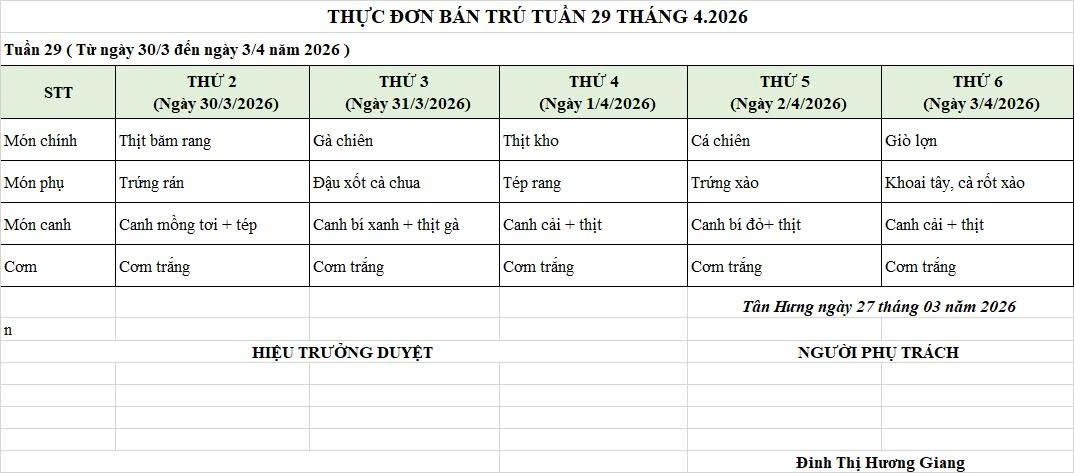 THỰC ĐƠN BÁN TRÚ TUẦN 29 THÁNG 4.2026
Tuần 29 ( Từ ngày 30/3 đến ngày 3/4 năm 2026 )
STT THỨ 2 (Ngày 30/3/2026) THỨ 3 (Ngày 31/3/2026) THỨ 4 (Ngày 1/4/2026) THỨ 5 (Ngày 2/4/2026) THỨ 6 (Ngày 3/4/2026)
Món chính Thịt băm rang Gà chiên Thịt kho Cá chiên Giò lợn
Món phụ Trứng rán Đậu xốt cà chua Tép rang Trứng xào Khoai tây, cà rốt xào
Món canh Canh mồng tơi + tép Canh bí xanh + thịt gà Canh cải + thịt Canh bí đỏ+ thịt Canh cải + thịt
Cơm Cơm trắng Cơm trắng Cơm trắng Cơm trắng Cơm trắng
Tân Hưng ngày 27 tháng 03 năm 2026
n
HIỆU TRƯỞNG DUYỆT NGƯỜI PHỤ TRÁCH
Đinh Thị Hương Giang